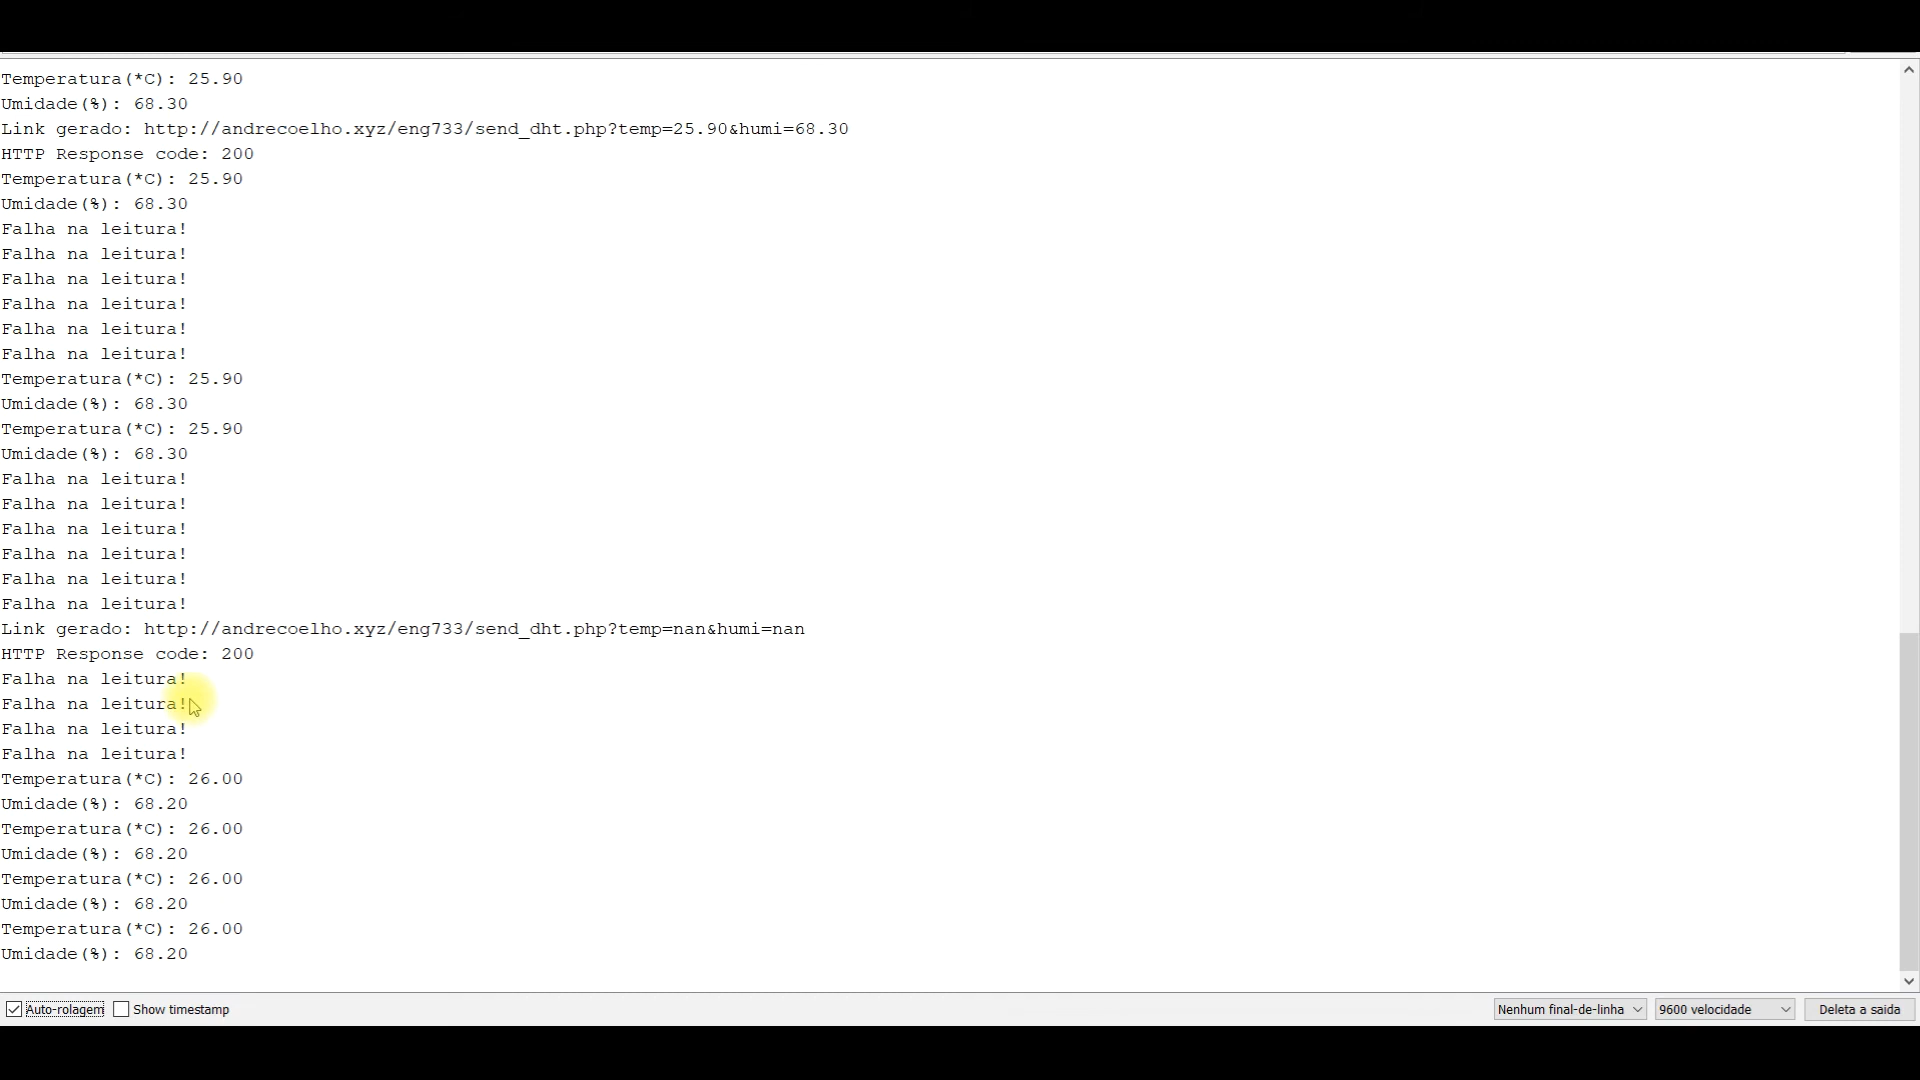 Temperatura(*C): 25.90
Umidade(%): 68.30
Link gerado: http://andrecoelho.xyz/eng733/send_dht.php?temp=25.90&humi=68.30
HTTP Response code: 200
Temperatura(*C): 25.90
Umidade(%): 68.30
Falha na leitura!
Falha na leitura!
Falha na leitura!
Falha na leitura!
Falha na leitura!
Falha na leitura!
Temperatura(*C): 25.90
Umidade(%): 68.30
Temperatura(*C): 25.90
Umidade(%): 68.30
Falha na leitura!
Falha na leitura!
Falha na leitura!
Falha na leitura!
Falha na leitura!
Falha na leitura!
Link gerado: http://andrecoelho.xyz/eng733/send_dht.php?temp=nan&humi=nan
HTTP Response code: 200
Falha na leitura!
Falha na leitura!
Falha na leitura!
Falha na leitura!
Temperatura(*C): 26.00
Umidade(%): 68.20
Temperatura(*C): 26.00
Umidade(%): 68.20
Temperatura(*C): 26.00
Umidade(%): 68.20
Temperatura(*C): 26.00
Umidade(%): 68.20
Auto-rolagem Show timestamp Nenhum final-de-linha 9600 velocidade Deleta a saida